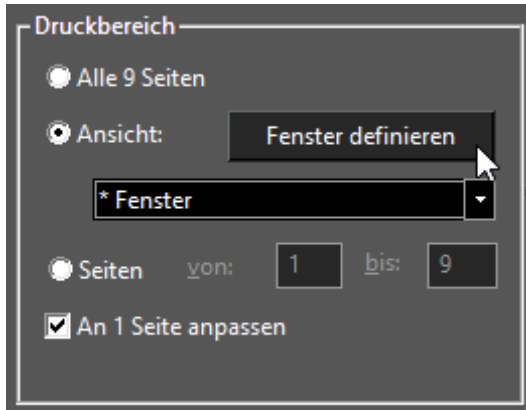 Druckbereich
Alle 9 Seiten
Ansicht: Fenster definieren
* Fenster
Seiten von: 1 bis: 9
An 1 Seite anpassen